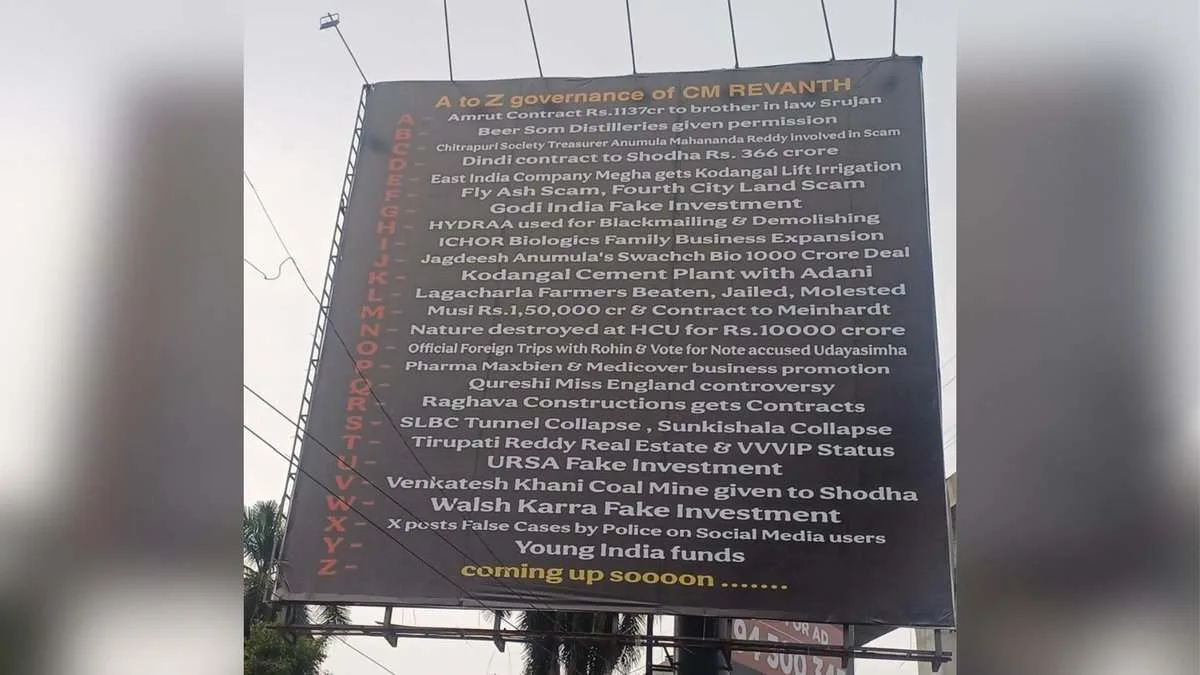 A to Z governance of CM REVANTH
A - Amrut Contract Rs.1137cr to brother in law Srujan
B - Beer Som Distilleries given permission
C - Chitrapuri Society Treasurer Anumula Mahananda Reddy involved in Scam
D - Dindi contract to Shodha Rs. 366 crore
E - East India Company Megha gets Kodangal Lift Irrigation
F - Fly Ash Scam, Fourth City Land Scam
G - Godi India Fake Investment
H - HYDRAA used for Blackmailing & Demolishing
I - ICHOR Biologics Family Business Expansion
J - Jagdeesh Anumula's Swachch Bio 1000 Crore Deal
K - Kodangal Cement Plant with Adani
L - Lagacharla Farmers Beaten, Jailed, Molested
M - Musi Rs.1,50,000 cr & Contract to Meinhardt
N - Nature destroyed at HCU for Rs.10000 crore
O - Official Foreign Trips with Rohin & Vote for Note accused Udayasimha
P - Pharma Maxbien & Medicover business promotion
Q - Qureshi Miss England controversy
R - Raghava Constructions gets Contracts
S - SLBC Tunnel Collapse , Sunkishala Collapse
T - Tirupati Reddy Real Estate & VVVIP Status
U - URSA Fake Investment
V - Venkatesh Khani Coal Mine given to Shodha
W - Walsh Karra Fake Investment
X - X posts False Cases by Police on Social Media users
Y - Young India funds
Z - coming up soooon .......
FOR AD